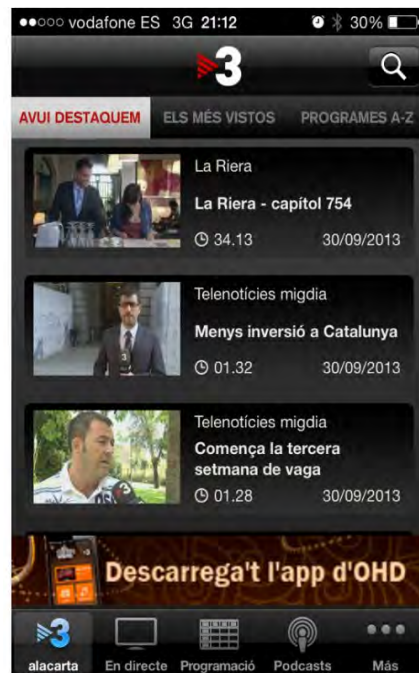 vodafone ES 3G 21:12 30%
3
AVUI DESTAQUEM ELS MÉS VISTOS PROGRAMES A-Z
La Riera
La Riera - capítol 754
34.13 30/09/2013
Telenotícies migdia
Menys inversió a Catalunya
01.32 30/09/2013
Telenotícies migdia
Comença la tercera
setmana de vaga
01.28 30/09/2013
Descarrega't l'app d'OHD
3
alacarta En directe Programació Podcasts Más